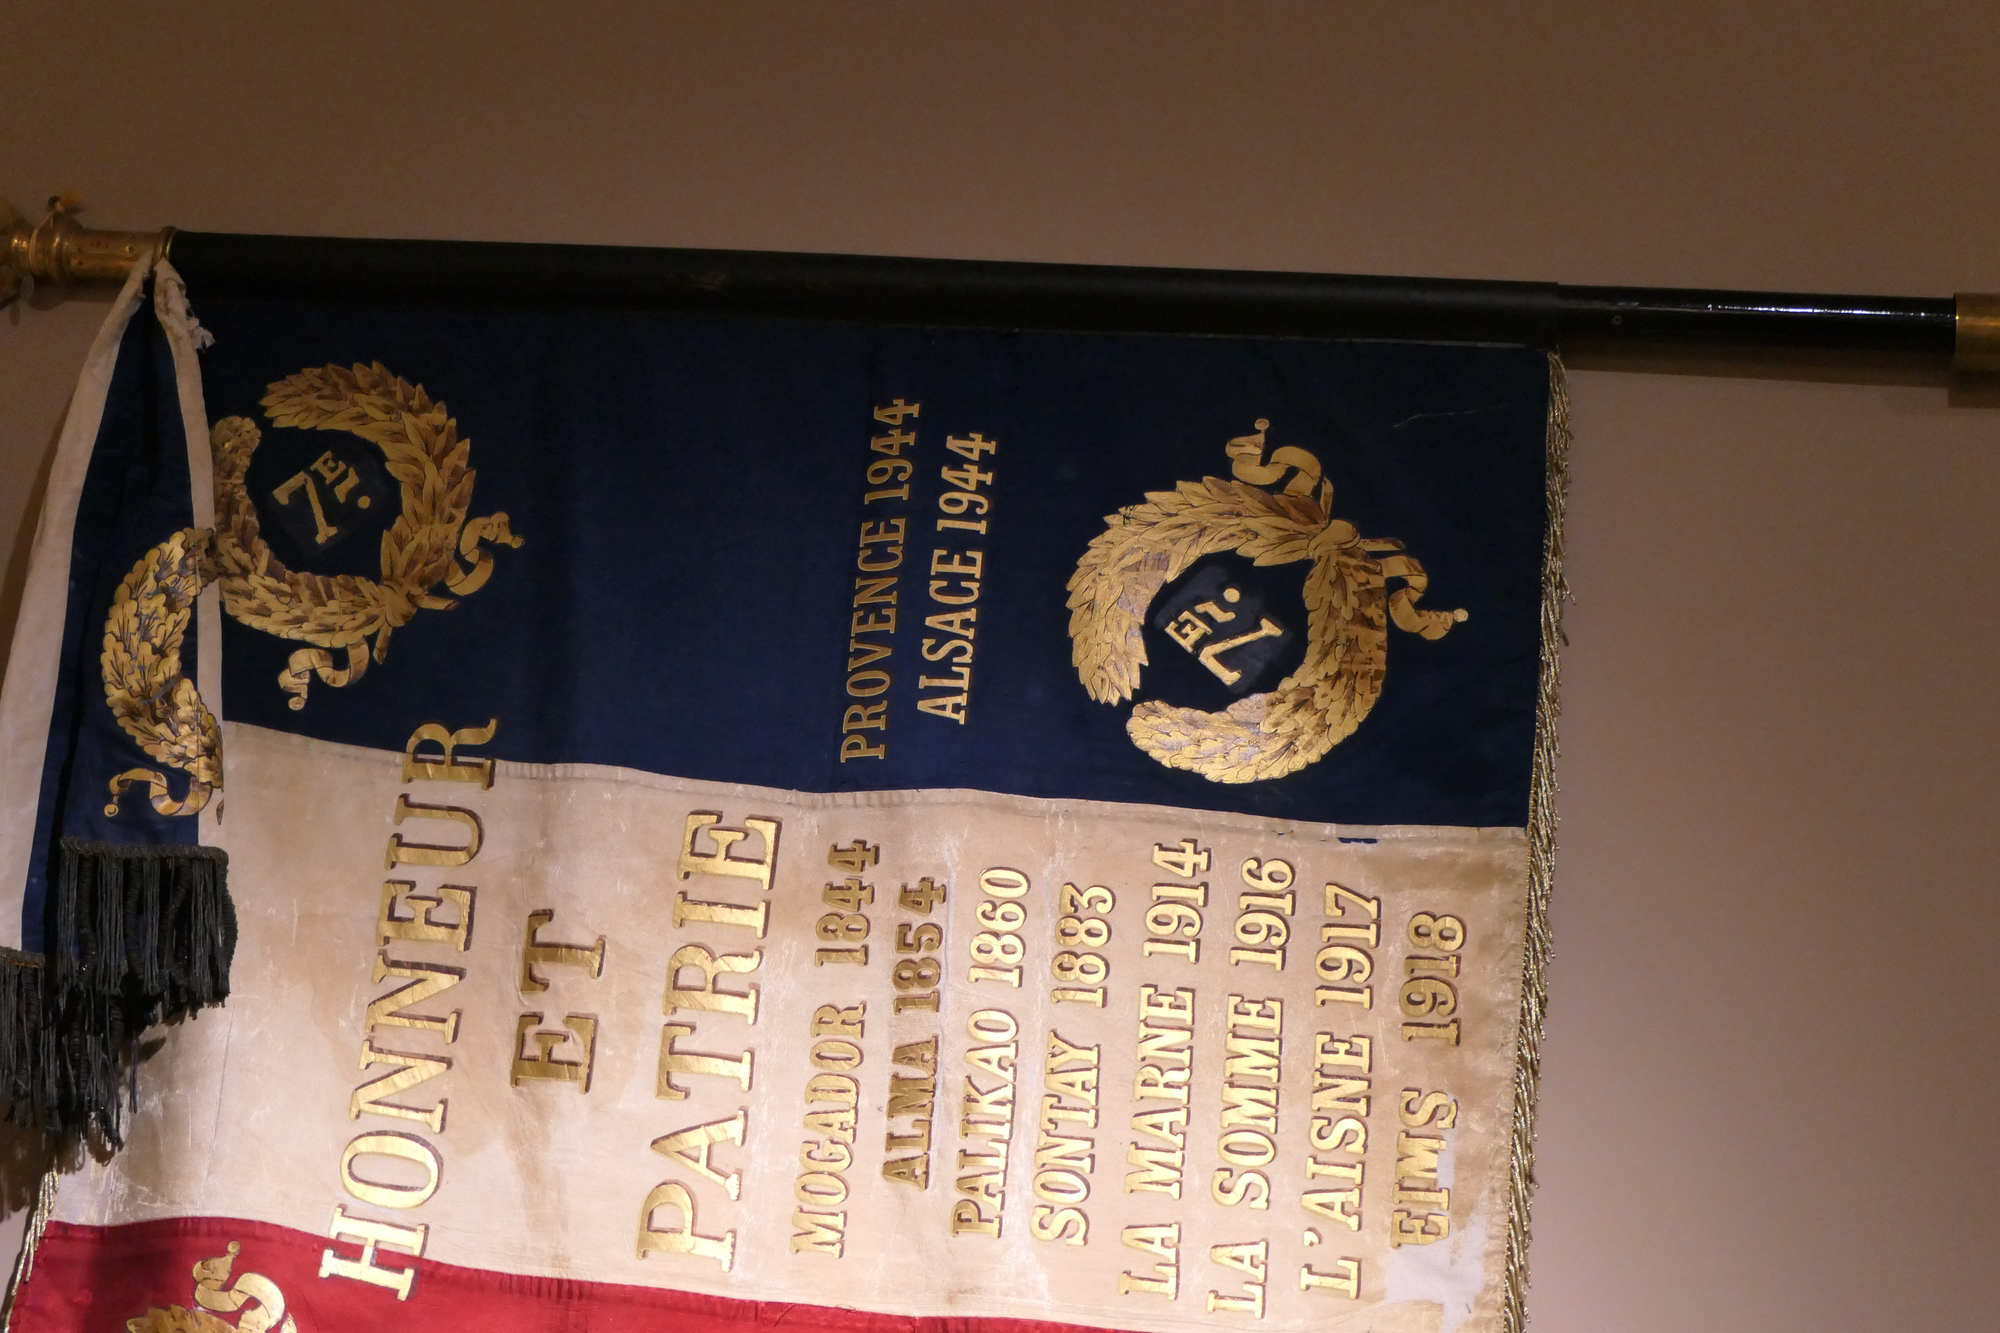 7E.
HONNEUR
ET
PATRIE
MOGADOR 1844
ALMA 1854
PALIKAO 1860
SONTAY 1883
LA MARNE 1914
LA SOMME 1916
L'AISNE 1917
EIMS 1918
PROVENCE 1944
ALSACE 1944
7E.